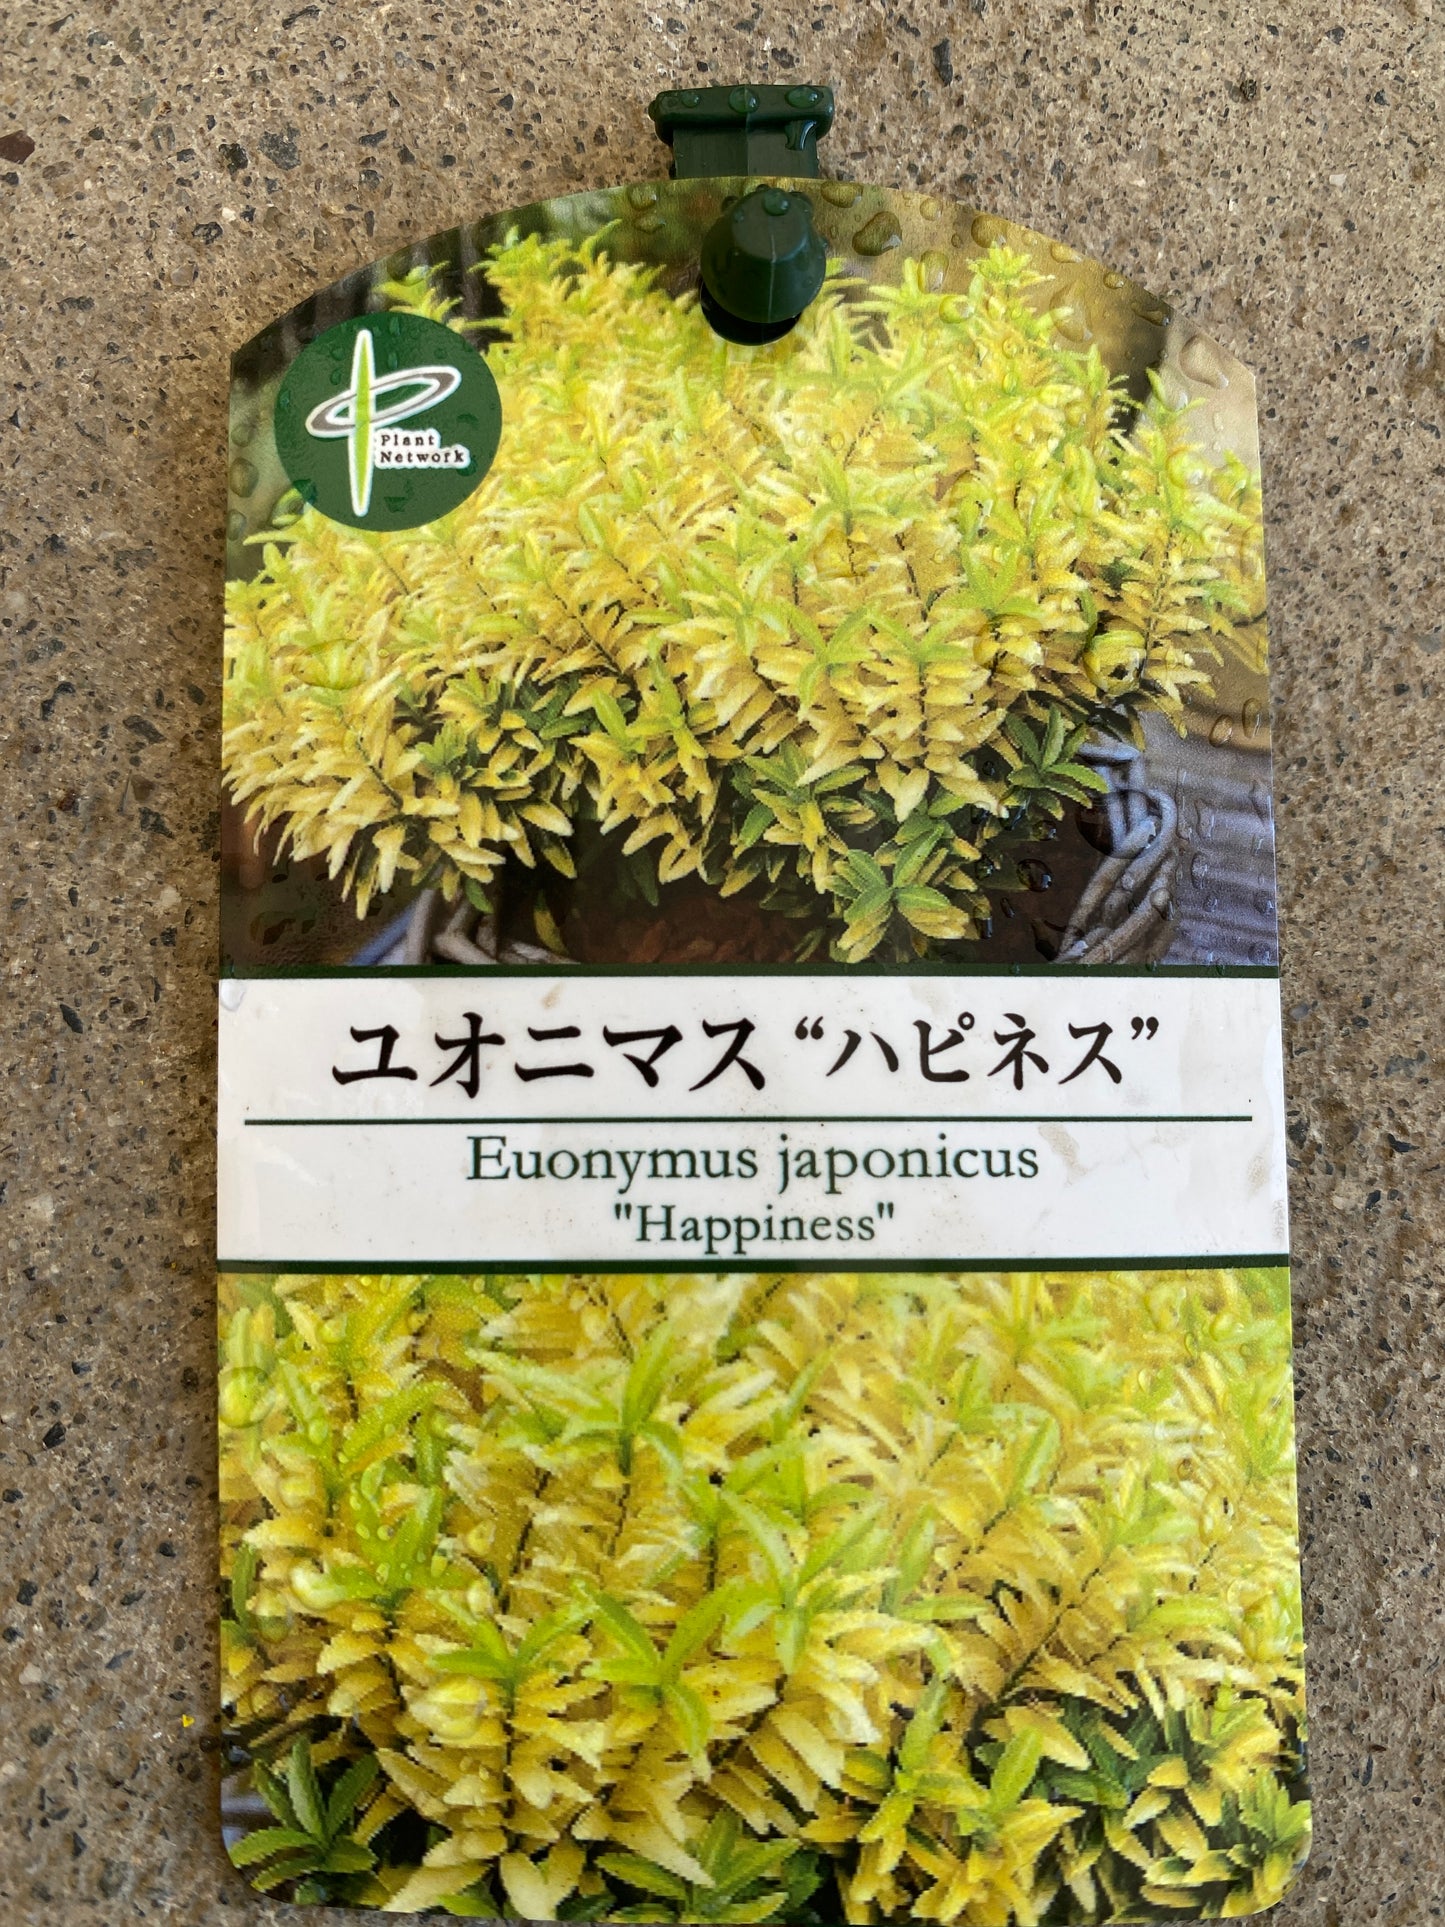 Plant
Network
ユオニマス “ハピネス”
Euonymus japonicus
"Happiness"